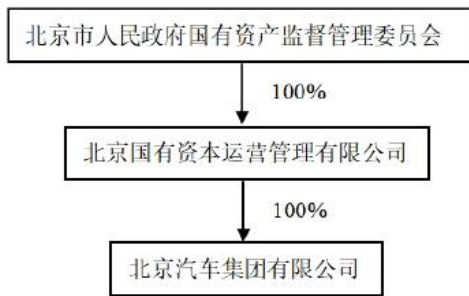 北京市人民政府国有资产监督管理委员会
100%
北京国有资本运营管理有限公司
100%
北京汽车集团有限公司